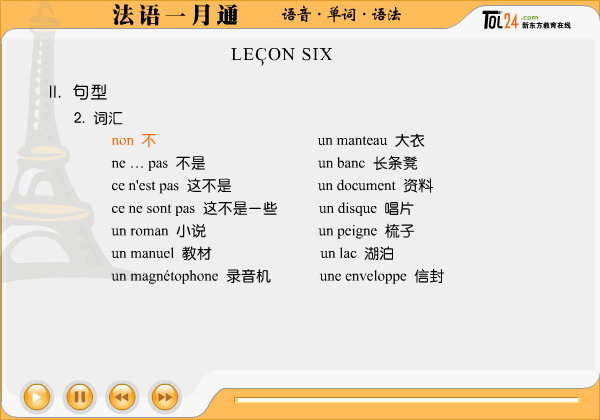 法语一月通 语音·单词·语法 TOL24.com 新东方教育在线
LEÇON SIX
II. 句型
2. 词汇
non 不 un manteau 大衣
ne … pas 不是 un banc 长条凳
ce n'est pas 这不是 un document 资料
ce ne sont pas 这不是一些 un disque 唱片
un roman 小说 un peigne 梳子
un manuel 教材 un lac 湖泊
un magnétophone 录音机 une enveloppe 信封